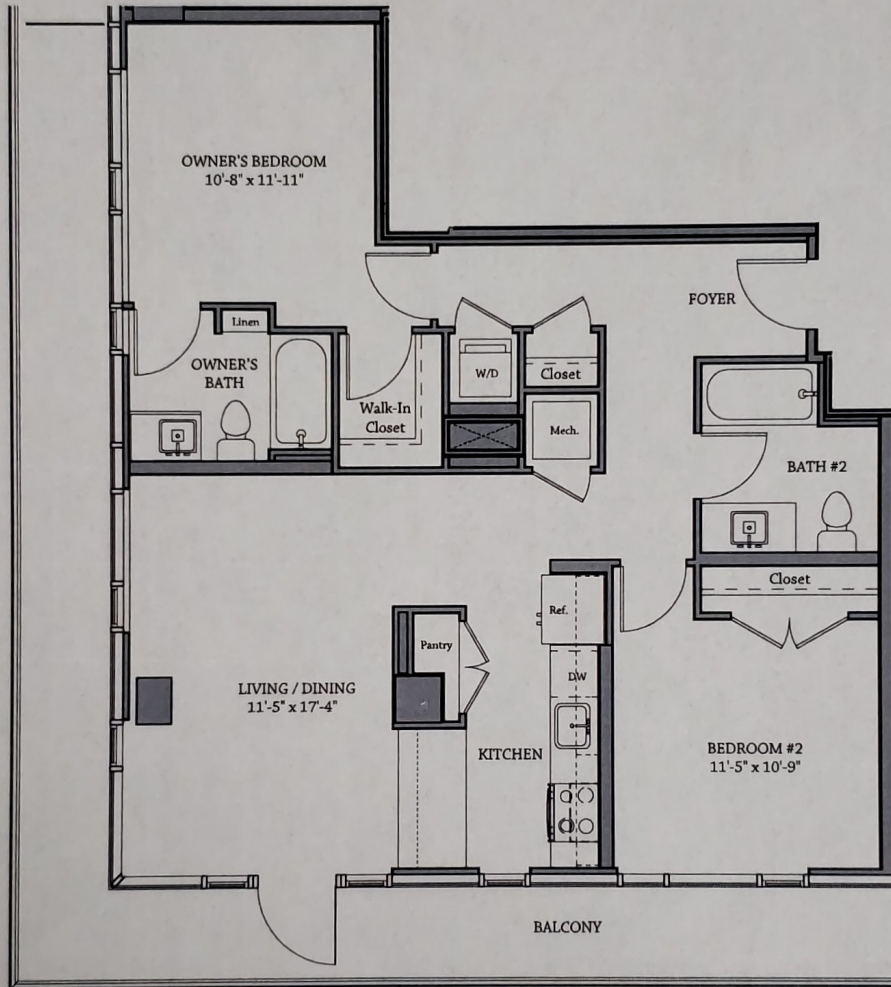 OWNER'S BEDROOM
10'-8" x 11'-11"
FOYER
Linen
OWNER'S
BATH
W/D
Closet
Walk-In
Closet
Mech.
BATH #2
Closet
Ref.
Pantry
DW
LIVING / DINING
11'-5" x 17'-4"
KITCHEN
BEDROOM #2
11'-5" x 10'-9"
BALCONY